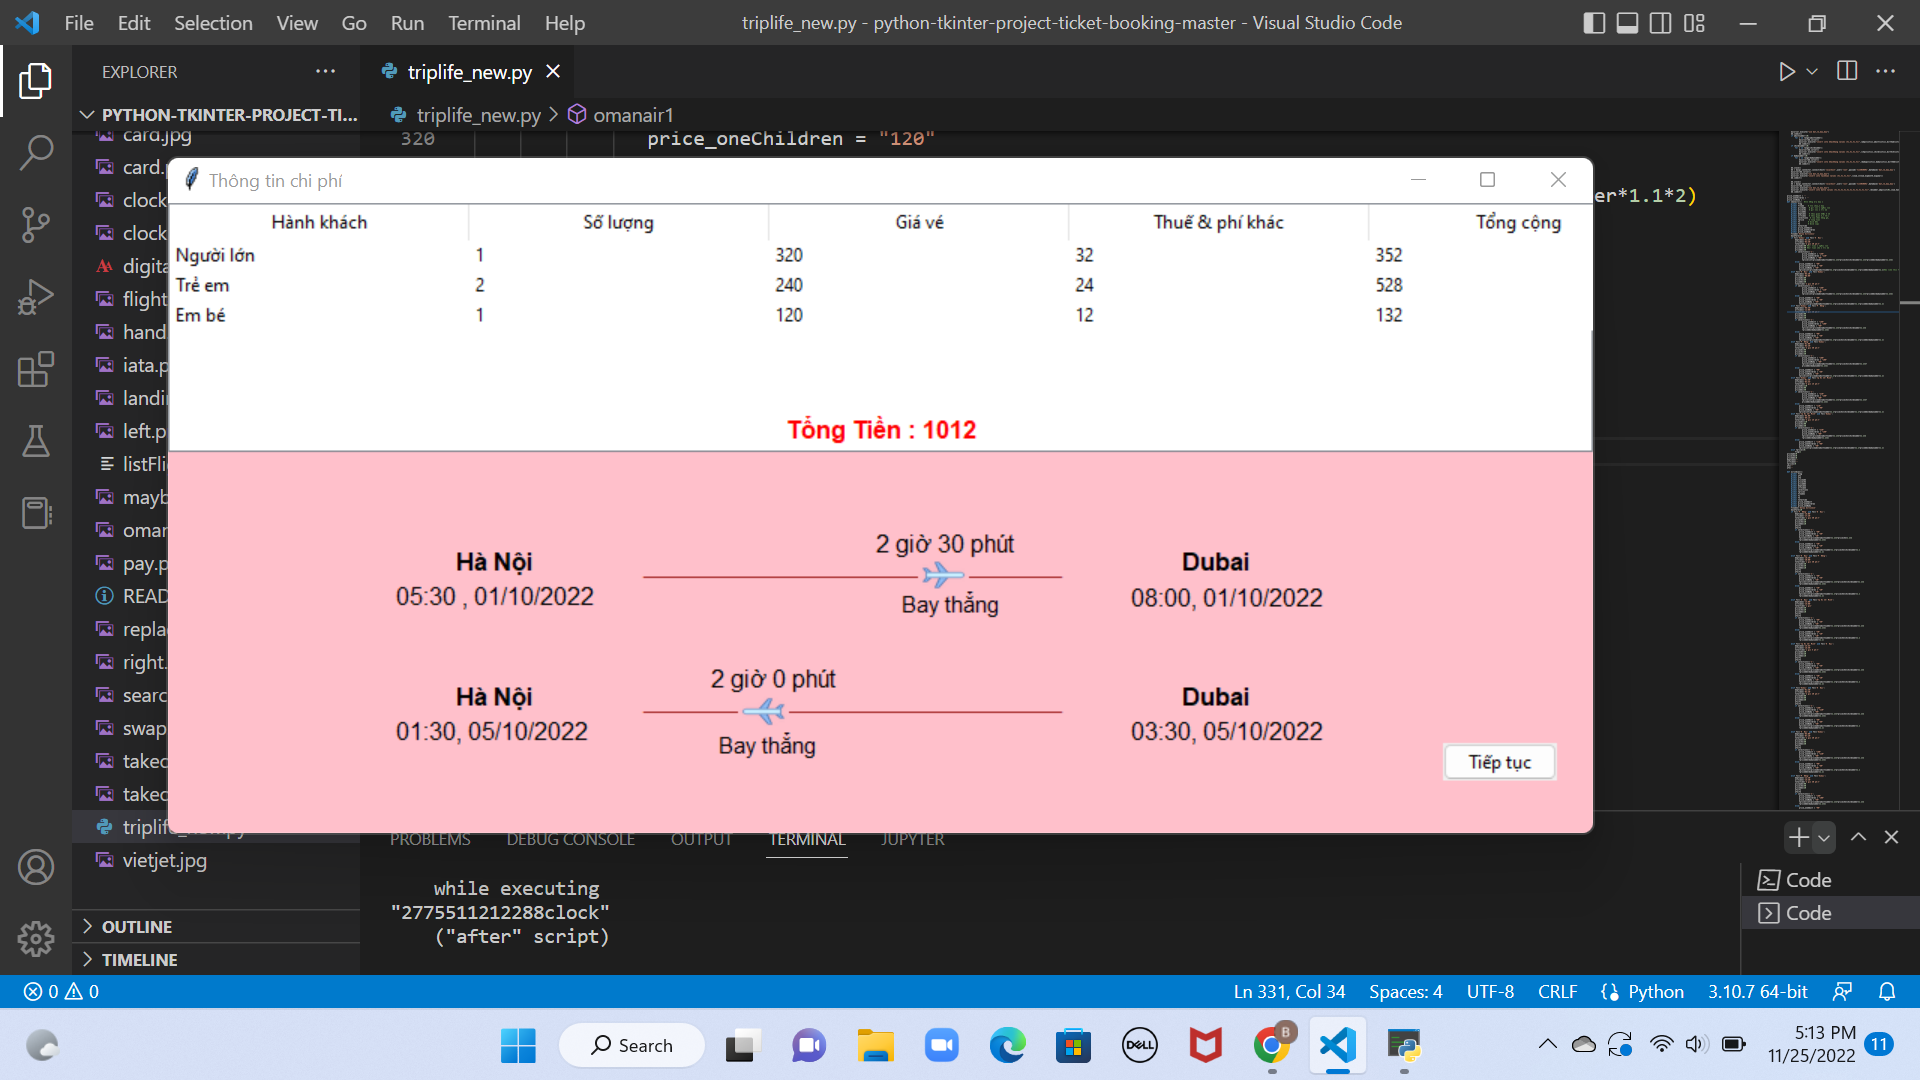 File Edit Selection View Go Run Terminal Help
triplife_new.py - python-tkinter-project-ticket-booking-master - Visual Studio Code
EXPLORER
triplife_new.py
PYTHON-TKINTER-PROJECT-TI...
triplife_new.py > omanair1
card.jpg
320 price_oneChildren = "120"
card.
clock
clock
digita
flight
hand
iata.p
landi
left.p
listFli
mayb
omar
pay.p
READ
repla
right.
searc
swap
takec
takec
vietjet.jpg
OUTLINE
TIMELINE
er*1.1*2)
Thông tin chi phí
Hành khách Số lượng Giá vé Thuế & phí khác Tổng cộng
Người lớn 1 320 32 352
Trẻ em 2 240 24 528
Em bé 1 120 12 132
Tổng Tiền : 1012
2 giờ 30 phút
Hà Nội Dubai
05:30 , 01/10/2022 08:00, 01/10/2022
Bay thẳng
2 giờ 0 phút
Hà Nội Dubai
01:30, 05/10/2022 03:30, 05/10/2022
Bay thẳng
Tiếp tục
PROBLEMS DEBUG CONSOLE OUTPUT TERMINAL JUPYTER
while executing
"2775511212288clock"
("after" script)
Code
Code
0 0
Ln 331, Col 34 Spaces: 4 UTF-8 CRLF Python 3.10.7 64-bit
Search
DELL
B
5:13 PM
11/25/2022
11